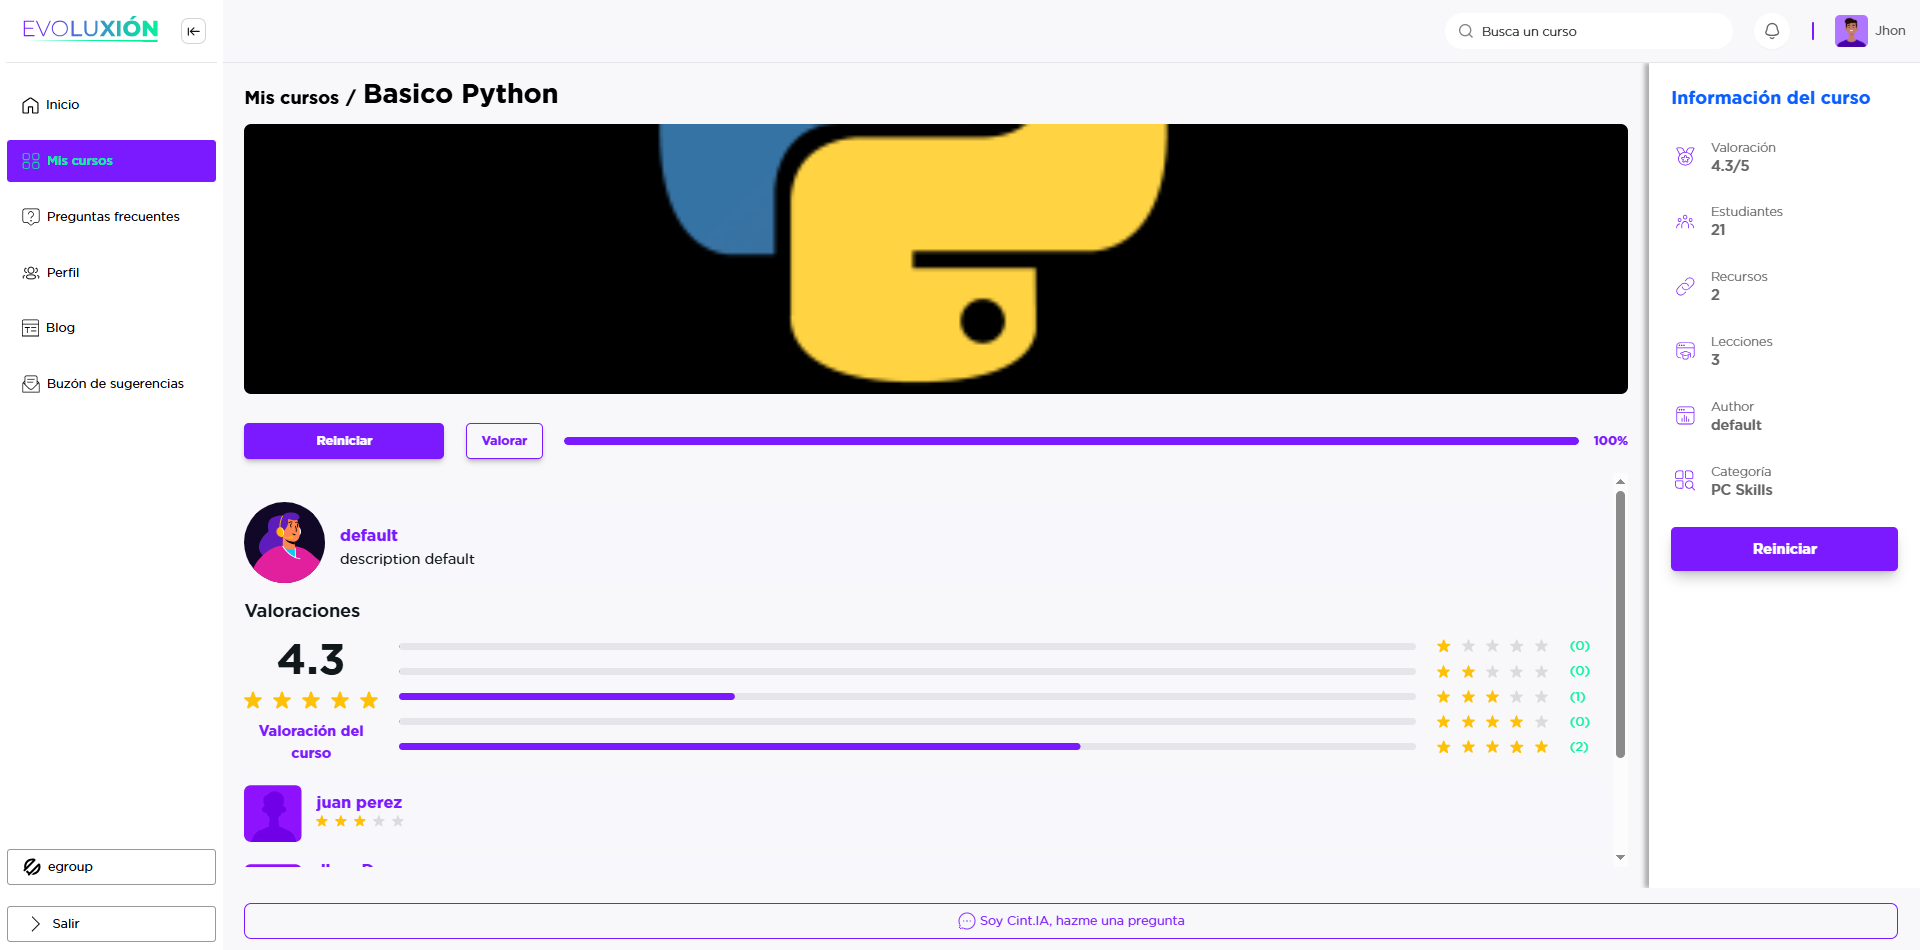 EVOLUXIÓN
Busca un curso
Jhon
Inicio
Mis cursos
Preguntas frecuentes
Perfil
Blog
Buzón de sugerencias
egroup
Salir
Mis cursos / Basico Python
Reiniciar
Valorar
100%
default
description default
Valoraciones
4.3
Valoración del
curso
(0)
(0)
(1)
(0)
(2)
juan perez
Soy Cint.IA, hazme una pregunta
Información del curso
Valoración
4.3/5
Estudiantes
21
Recursos
2
Lecciones
3
Author
default
Categoría
PC Skills
Reiniciar